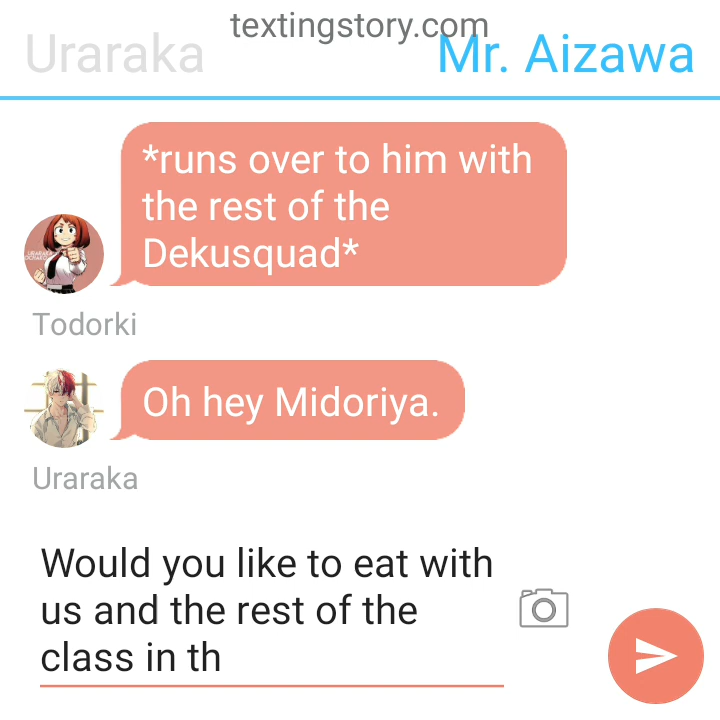 textingstory.com
Uraraka
Mr. Aizawa
*runs over to him with
the rest of the
Dekusquad*
Todorki
Oh hey Midoriya.
Uraraka
Would you like to eat with
us and the rest of the
class in th